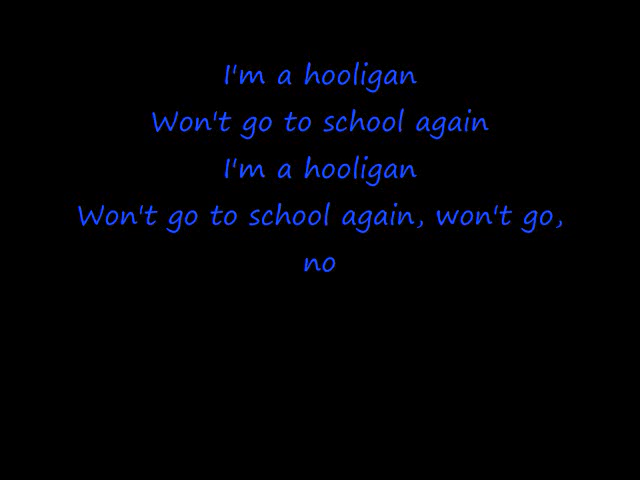 I'm a hooligan
Won't go to school again
I'm a hooligan
Won't go to school again, won't go,
no